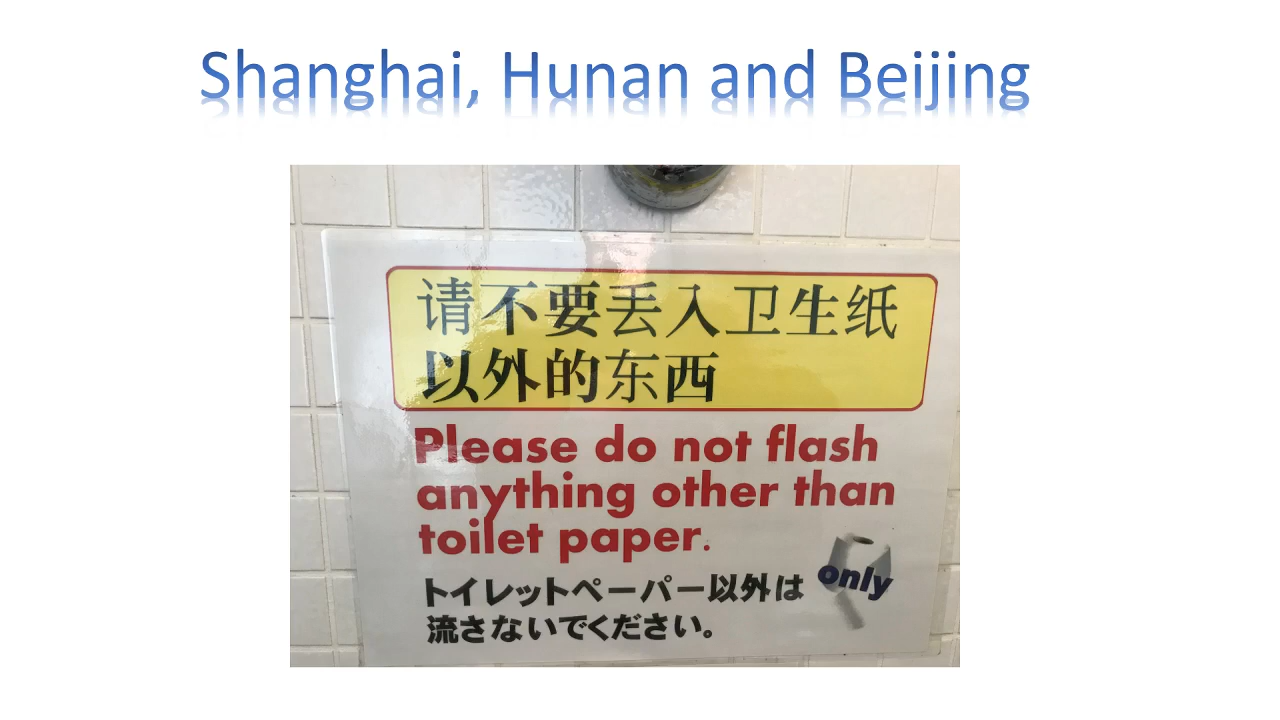 Shanghai, Hunan and Beijing
请不要丢入卫生纸
以外的东西
Please do not flash
anything other than
toilet paper.
トイレットペーパー以外は
流さないでください。
only